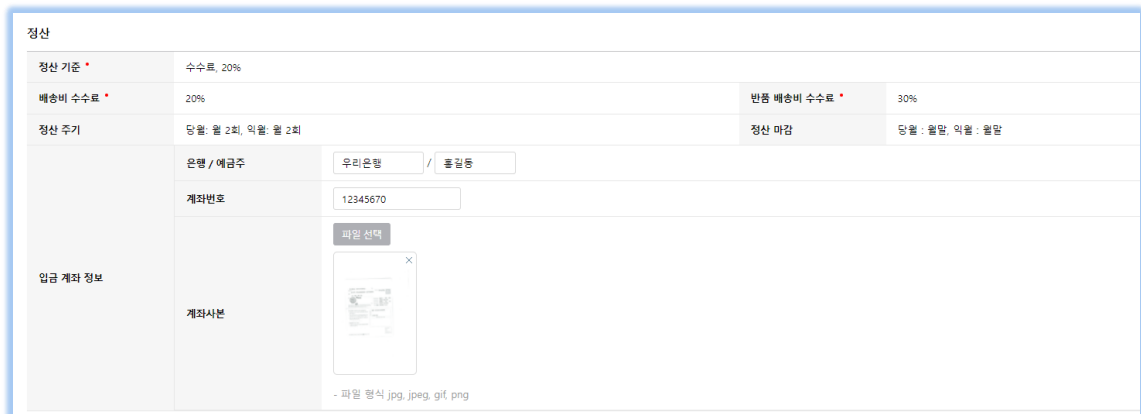 정산
정산 기준 *
수수료, 20%
배송비 수수료 *
20%
반품 배송비 수수료 *
30%
정산 주기
당월: 월 2회, 익월: 월 2회
정산 마감
당월 : 월말, 익월 : 월말
입금 계좌 정보
은행 / 예금주
우리은행 / 홍길동
계좌번호
12345670
계좌사본
파일 선택
- 파일 형식 jpg, jpeg, gif, png